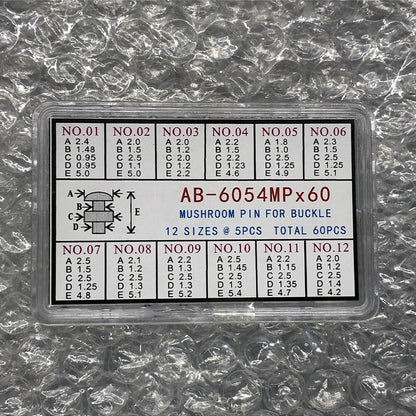 NO.01 NO.02 NO.03 NO.04 NO.05 NO.06
A 2.4 A 2.0 A 2.0 A 2.2 A 1.8 A 2.3
B 1.48 B 1.5 B 1.2 B 1.5 B 1.0 B 1.5
C 0.95 C 2.5 C 2.2 C 2.2 C 2.5 C 2.5
D 0.95 D 1.1 D 1.2 D 1.23 D 1.25 D 1.25
E 5.0 E 5.2 E 5.0 E 4.6 E 4.9 E 5.1
A
B
C
D
E
AB-6054MPx60
MUSHROOM PIN FOR BUCKLE
12 SIZES @ 5PCS TOTAL 60PCS
NO.07 NO.08 NO.09 NO.10 NO.11 NO.12
A 2.5 A 2.1 A 2.2 A 2.5 A 2.2 A 2.0
B 1.5 B 1.2 B 1.3 B 1.45 B 1.15 B 1.5
C 2.5 C 2.5 C 2.5 C 2.5 C 2.5 C 2.5
D 1.25 D 1.3 D 1.3 D 1.25 D 1.35 D 1.4
E 4.8 E 5.1 E 5.2 E 5.4 E 4.7 E 4.2